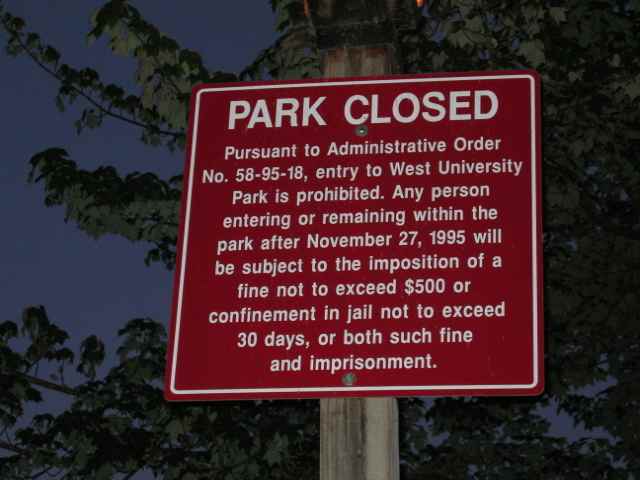 PARK CLOSED
Pursuant to Administrative Order
No. 58-95-18, entry to West University
Park is prohibited. Any person
entering or remaining within the
park after November 27, 1995 will
be subject to the imposition of a
fine not to exceed $500 or
confinement in jail not to exceed
30 days, or both such fine
and imprisonment.